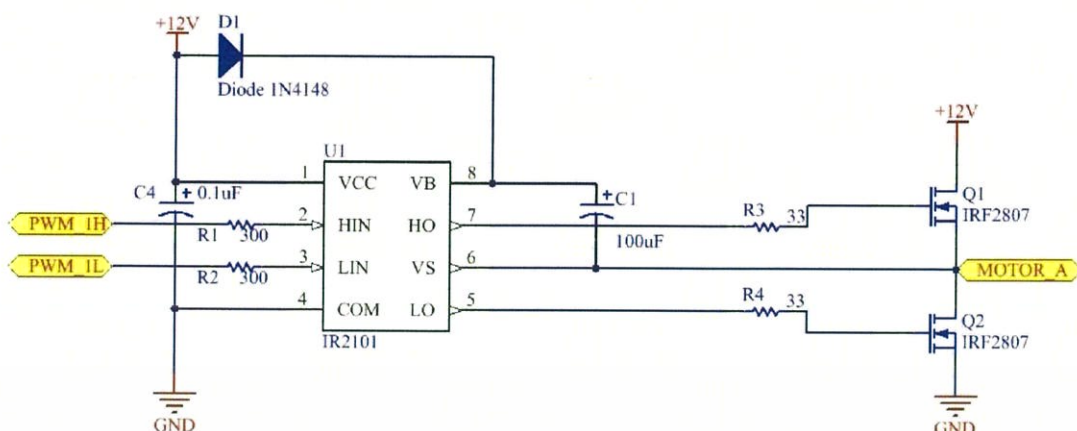 +12V
D1
Diode 1N4148
+12V
U1
1
VCC
VB
8
C4
+
0.1uF
+
C1
Q1
PWM_1H
2
HIN
HO
7
R3
33
IRF2807
R1
300
100uF
PWM_1L
3
LIN
VS
6
MOTOR_A
R2
300
4
COM
LO
5
R4
33
Q2
IR2101
IRF2807
GND
GND